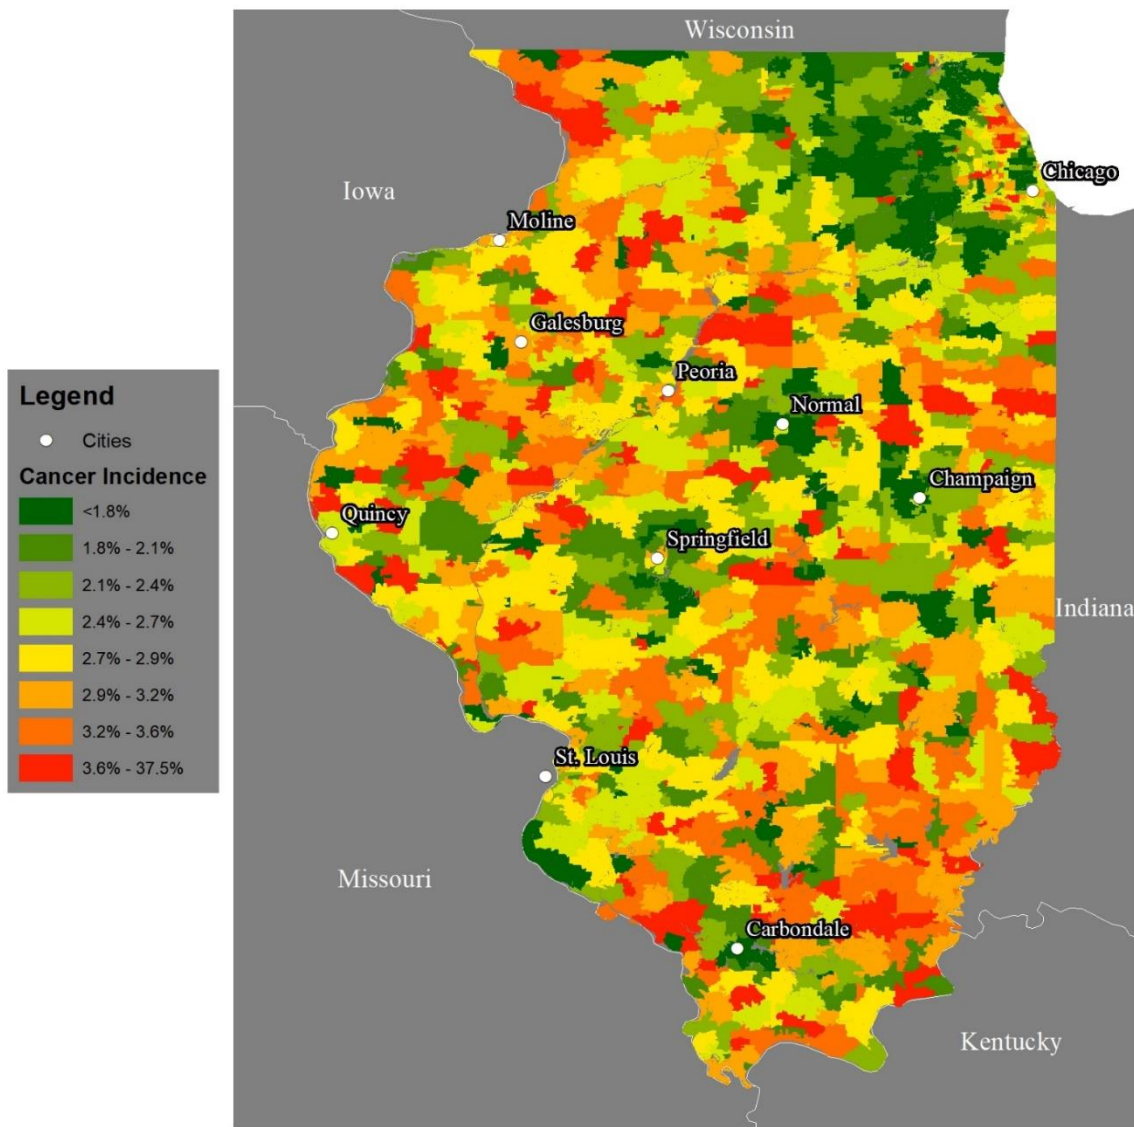 Wisconsin
Chicago
Iowa
Moline
Galesburg
Peoria
Normal
Champaign
Quincy
Springfield
Indiana
St. Louis
Missouri
Carbondale
Kentucky
Legend
Cities
Cancer Incidence
<1.8%
1.8% - 2.1%
2.1% - 2.4%
2.4% - 2.7%
2.7% - 2.9%
2.9% - 3.2%
3.2% - 3.6%
3.6% - 37.5%